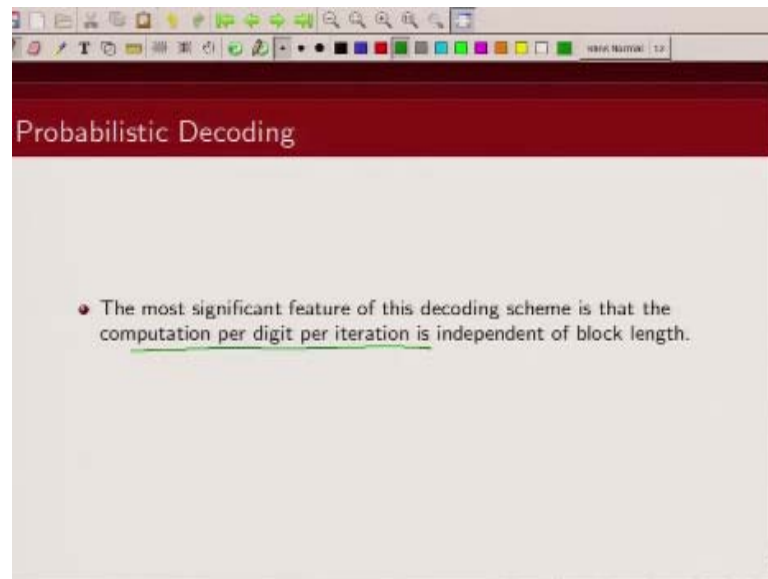 T
Probabilistic Decoding
The most significant feature of this decoding scheme is that the
computation per digit per iteration is independent of block length.